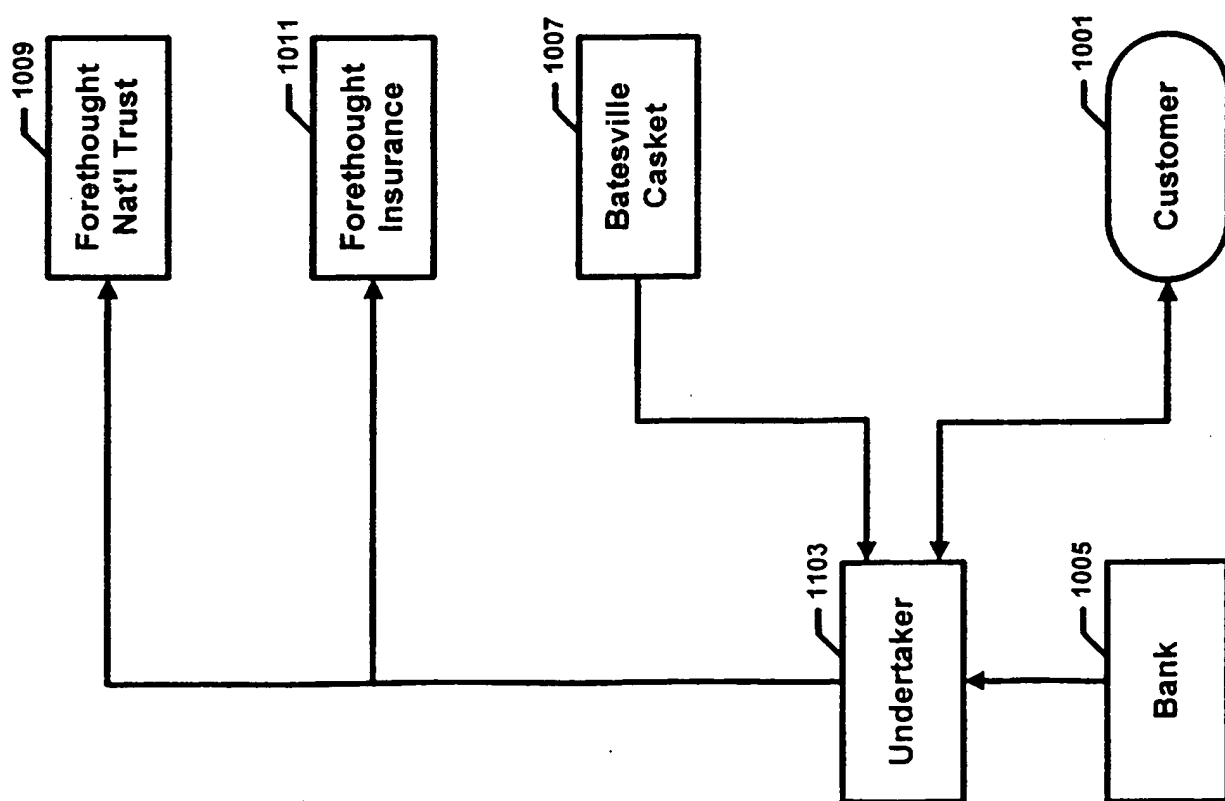 1009
Forethought
Nat'l Trust
1011
Forethought
Insurance
1007
Batesville
Casket
1001
Customer
1103
Undertaker
1005
Bank